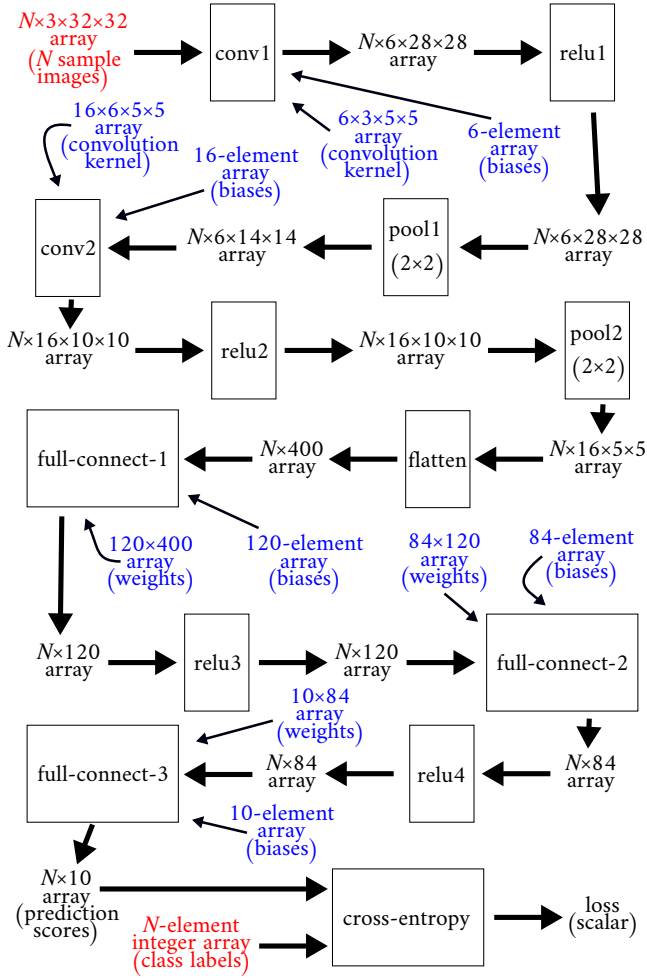 N×3×32×32
array
(N sample
images)
conv1
N×6×28×28
array
relu1
16×6×5×5
array
(convolution
kernel)
16-element
array
(biases)
6×3×5×5
array
(convolution
kernel)
6-element
array
(biases)
conv2
N×6×14×14
array
pool1
(2×2)
N×6×28×28
array
N×16×10×10
array
relu2
N×16×10×10
array
pool2
(2×2)
full-connect-1
N×400
array
flatten
N×16×5×5
array
120×400
array
(weights)
120-element
array
(biases)
84×120
array
(weights)
84-element
array
(biases)
N×120
array
relu3
N×120
array
full-connect-2
10×84
array
(weights)
full-connect-3
N×84
array
relu4
N×84
array
10-element
array
(biases)
N×10
array
(prediction
scores)
N-element
integer array
(class labels)
cross-entropy
loss
(scalar)